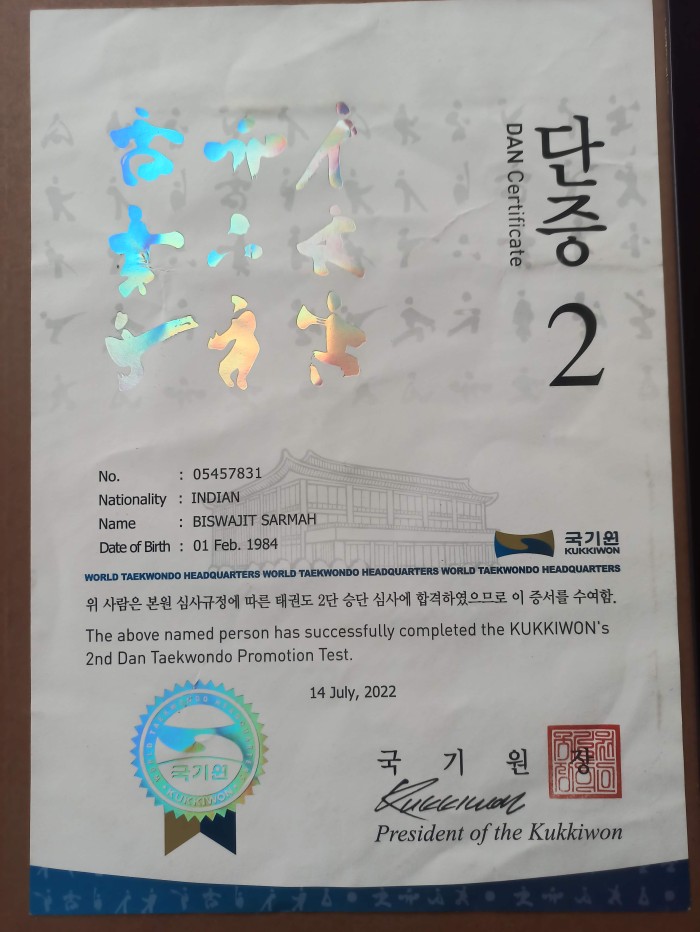 단증
DAN Certificate
2
No. : 05457831
Nationality : INDIAN
Name : BISWAJIT SARMAH
Date of Birth : 01 Feb. 1984
국기원
KUKKIWON
WORLD TAEKWONDO HEADQUARTERS WORLD TAEKWONDO HEADQUARTERS WORLD TAEKWONDO HEADQUARTERS
위 사람은 본원 심사규정에 따른 태권도 2단 승단 심사에 합격하였으므로 이 증서를 수여함.
The above named person has successfully completed the KUKKIWON's
2nd Dan Taekwondo Promotion Test.
14 July, 2022
WORLD TAEKWONDO HEADQUARTERS
국기원
KUKKIWON
국 기 원 장
Kukkiwon
President of the Kukkiwon